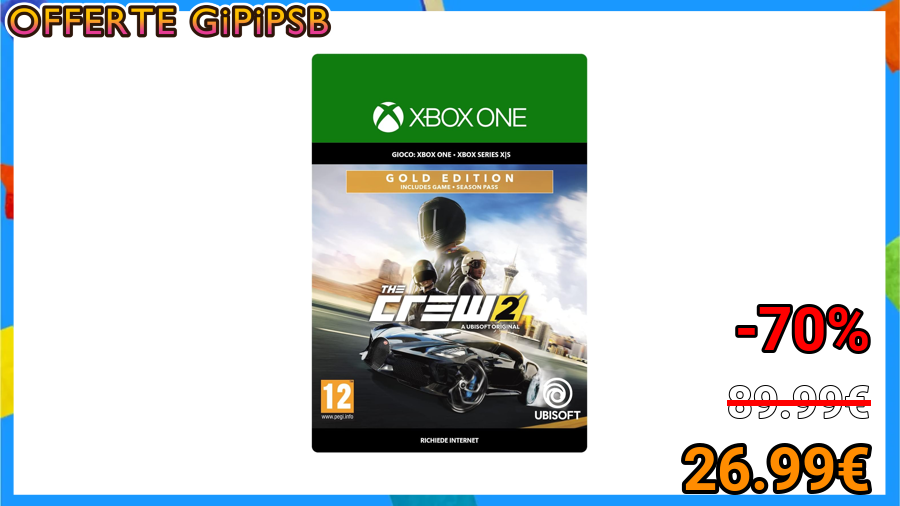 OFFERTE GiPiPSB
XBOX ONE
GIOCO: XBOX ONE • XBOX SERIES X|S
GOLD EDITION
INCLUDES GAME • SEASON PASS
THE
CREW 2
A UBISOFT ORIGINAL
12
www.pegi.info
UBISOFT
RICHIEDE INTERNET
-70%
89.99€
26.99€